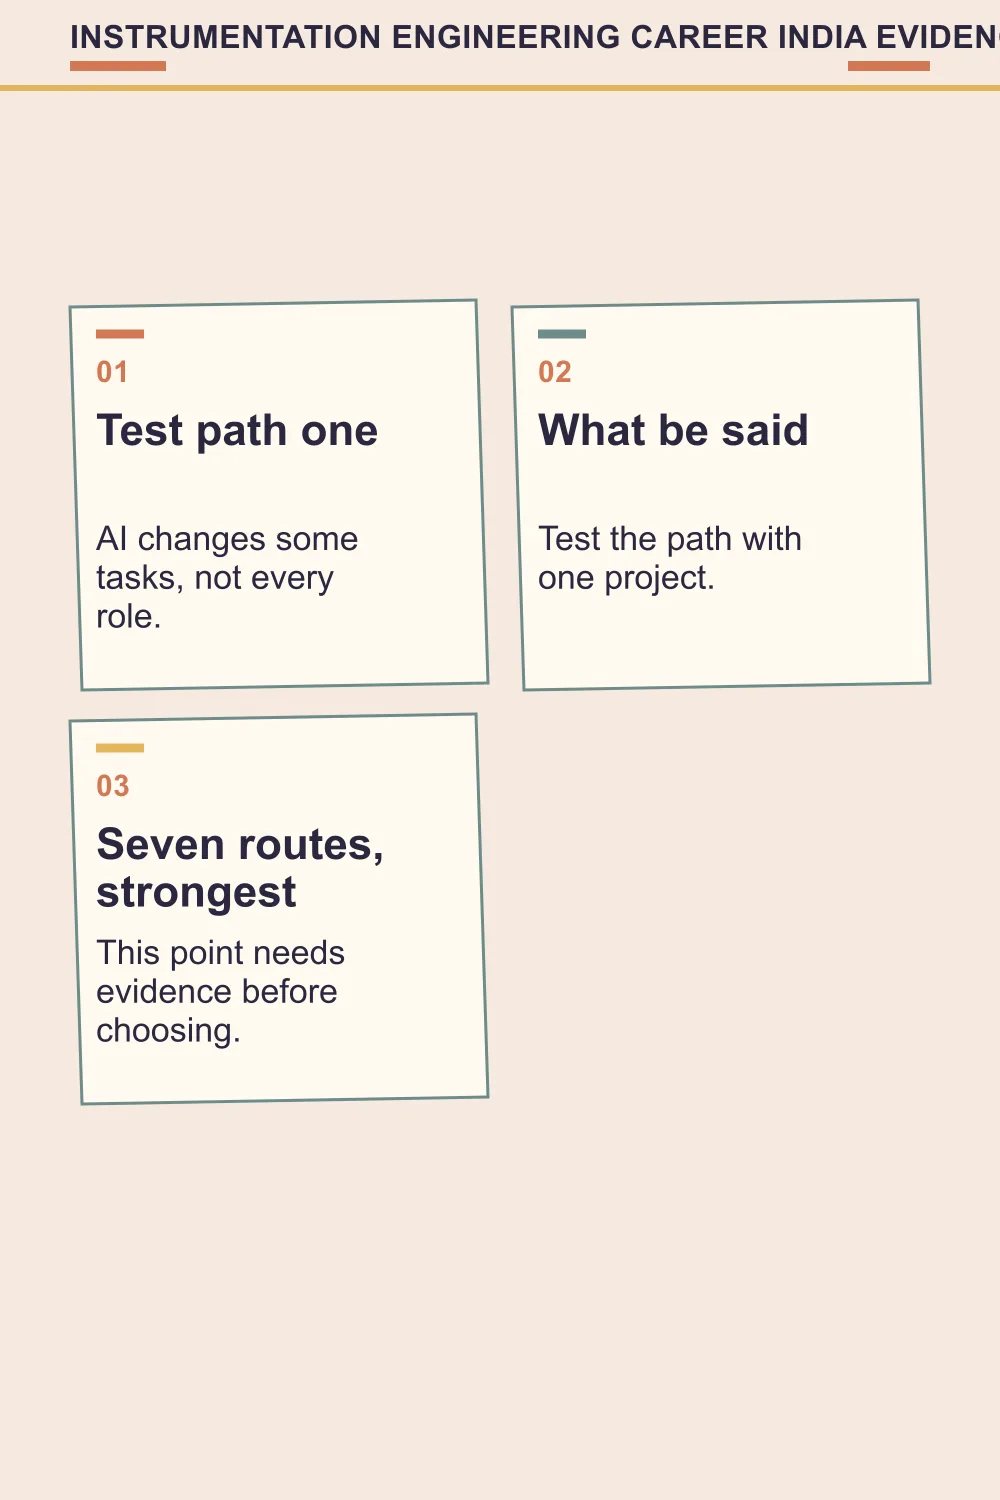 INSTRUMENTATION ENGINEERING CAREER INDIA
01
Test path one
AI changes some
tasks, not every
role.
02
What be said
Test the path with
one project.
03
Seven routes,
strongest
This point needs
evidence before
choosing.